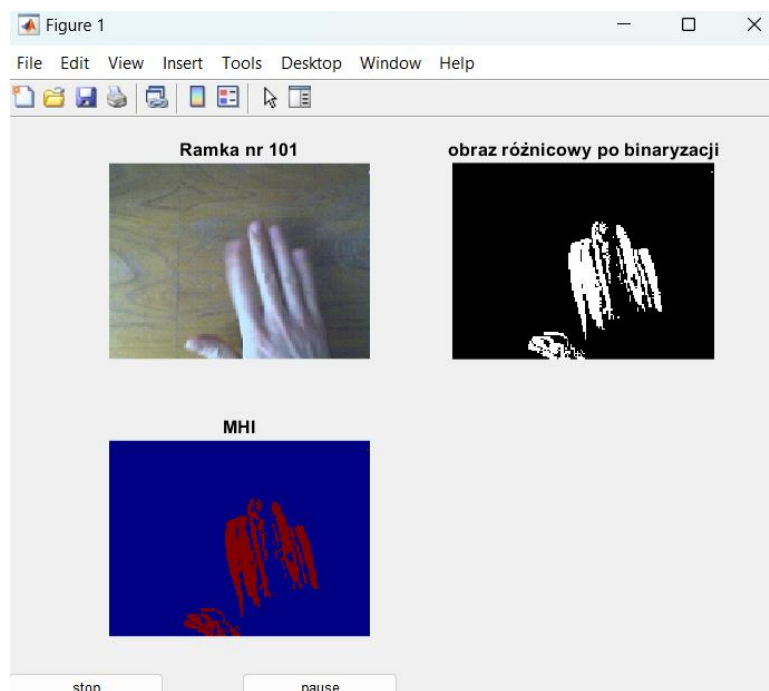 Figure 1
File Edit View Insert Tools Desktop Window Help
Ramka nr 101 obraz różnicowy po binaryzacji
MHI
stop pause